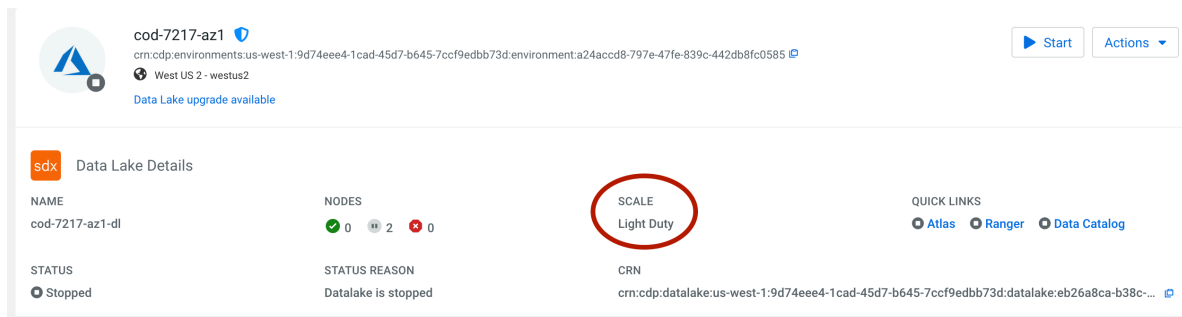 cod-7217-az1
Start
Actions
crn:cdp:environments:us-west-1:9d74eee4-1cad-45d7-b645-7ccf9edbb73d:environment:a24accd8-797e-47fe-839c-442db8fc0585
West US 2 - westus2
Data Lake upgrade available
sdx Data Lake Details
NAME
cod-7217-az1-dl
NODES
0 2 0
SCALE
Light Duty
QUICK LINKS
Atlas Ranger Data Catalog
STATUS
Stopped
STATUS REASON
Datalake is stopped
CRN
crn:cdp:datalake:us-west-1:9d74eee4-1cad-45d7-b645-7ccf9edbb73d:datalake:eb26a8ca-b38c-...